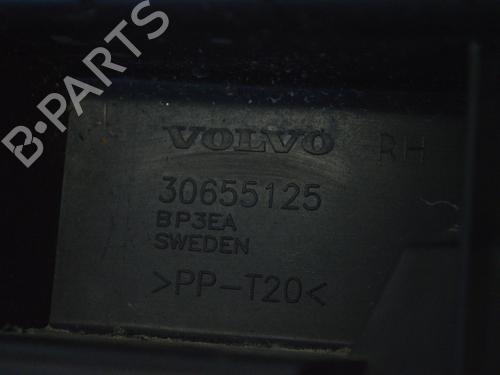 B-PARTS
VOLVO RH
30655125
BP3EA
SWEDEN
>PP-T20<